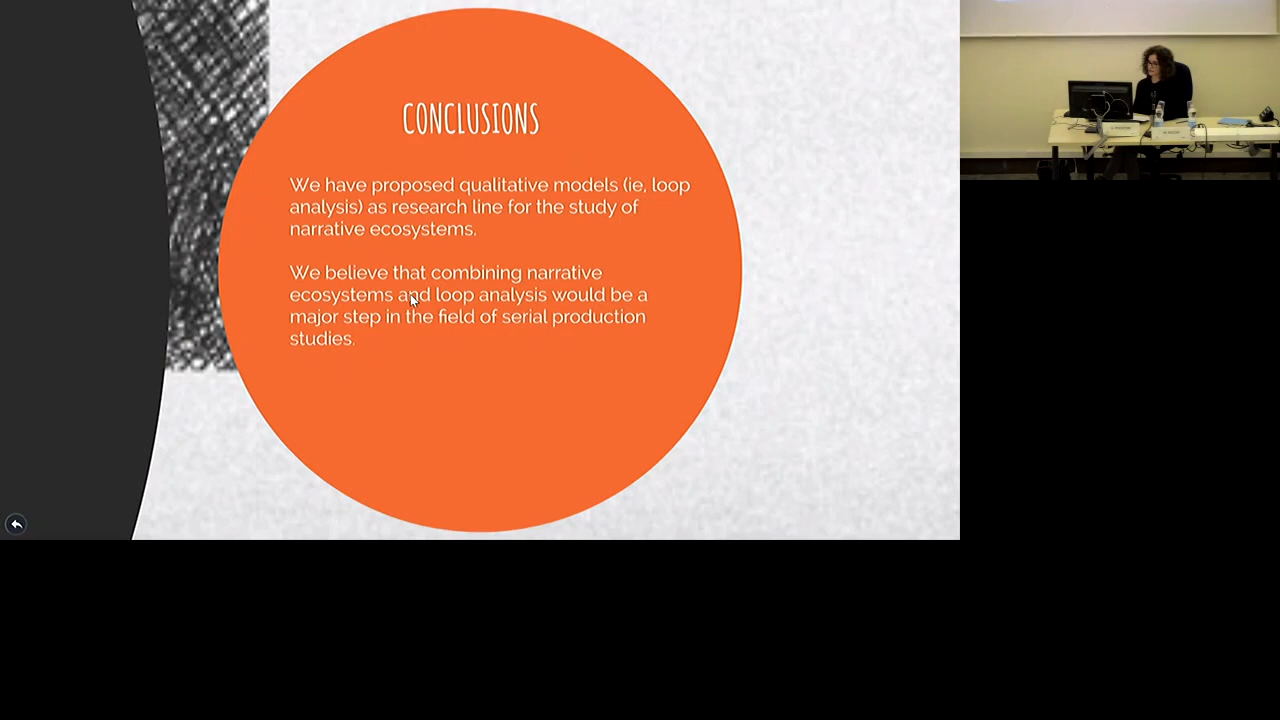 CONCLUSIONS
We have proposed qualitative models (ie, loop
analysis) as research line for the study of
narrative ecosystems.
We believe that combining narrative
ecosystems and loop analysis would be a
major step in the field of serial production
studies.